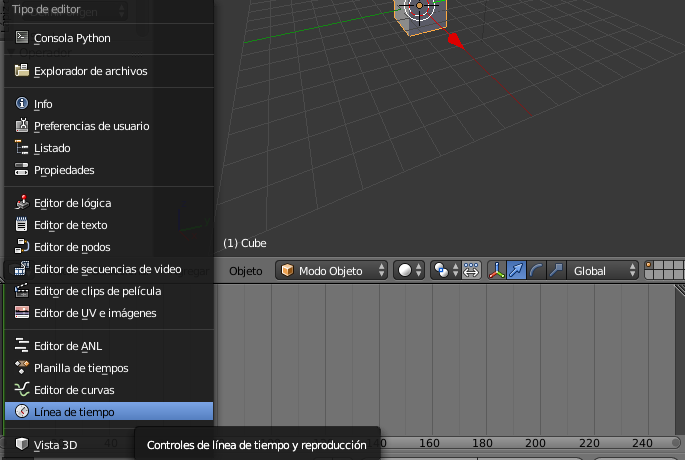 Tipo de editor
Consola Python
Explorador de archivos
Info
Preferencias de usuario
Listado
Propiedades
Editor de lógica
Editor de texto
Editor de nodos
Editor de secuencias de video
Editor de clips de película
Editor de UV e imágenes
Editor de ANL
Planilla de tiempos
Editor de curvas
Línea de tiempo
Vista 3D
Controles de línea de tiempo y reproducción
(1) Cube
Objeto
Modo Objeto
Global
40
160 180 200 220 240